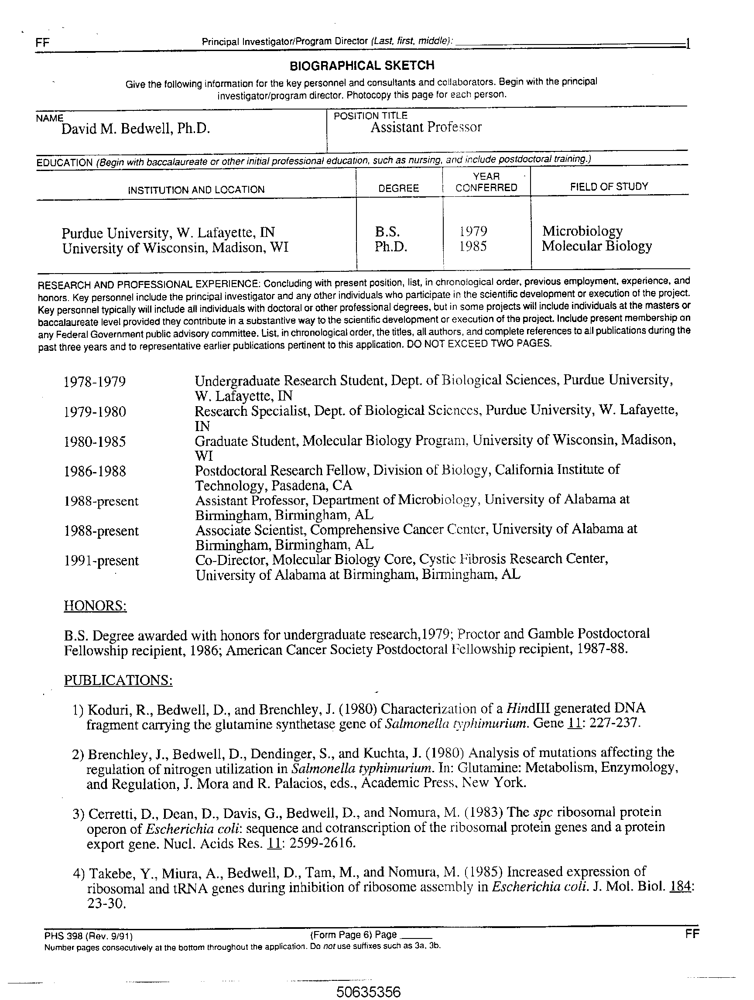 FF
Principal Investigator/Program Director (Last, first, middle):
BIOGRAPHICAL SKETCH
Give the following information for the key personnel and consultants and collaborators. Begin with the principal
investigator/program director. Photocopy this page for each person.
NAME
David M. Bedwell, Ph.D.
POSITION TITLE
Assistant Professor
EDUCATION (Begin with baccalaureate or other initial professional education, such as nursing, and include postdoctoral training.)
INSTITUTION AND LOCATION DEGREE YEAR CONFERRED FIELD OF STUDY
Purdue University, W. Lafayette, IN B.S. 1979 Microbiology
University of Wisconsin, Madison, WI Ph.D. 1985 Molecular Biology
RESEARCH AND PROFESSIONAL EXPERIENCE: Concluding with present position, list, in chronological order, previous employment, experience, and
honors. Key personnel include the principal investigator and any other individuals who participate in the scientific development or execution of the project.
Key personnel typically will include all individuals with doctoral or other professional degrees, but in some projects will include individuals at the masters or
baccalaureate level provided they contribute in a substantive way to the scientific development or execution of the project. Include present membership on
any Federal Government public advisory committee. List, in chronological order, the titles, all authors, and complete references to all publications during the
past three years and to representative earlier publications pertinent to this application. DO NOT EXCEED TWO PAGES.
1978-1979 Undergraduate Research Student, Dept. of Biological Sciences, Purdue University,
W. Lafayette, IN
1979-1980 Research Specialist, Dept. of Biological Sciences, Purdue University, W. Lafayette,
IN
1980-1985 Graduate Student, Molecular Biology Program, University of Wisconsin, Madison,
WI
1986-1988 Postdoctoral Research Fellow, Division of Biology, California Institute of
Technology, Pasadena, CA
1988-present Assistant Professor, Department of Microbiology, University of Alabama at
Birmingham, Birmingham, AL
1988-present Associate Scientist, Comprehensive Cancer Center, University of Alabama at
Birmingham, Birmingham, AL
1991-present Co-Director, Molecular Biology Core, Cystic Fibrosis Research Center,
University of Alabama at Birmingham, Birmingham, AL
HONORS:
B.S. Degree awarded with honors for undergraduate research,1979; Proctor and Gamble Postdoctoral
Fellowship recipient, 1986; American Cancer Society Postdoctoral Fellowship recipient, 1987-88.
PUBLICATIONS:
1) Koduri, R., Bedwell, D., and Brenchley, J. (1980) Characterization of a HindIII generated DNA
fragment carrying the glutamine synthetase gene of Salmonella typhimurium. Gene 11: 227-237.
2) Brenchley, J., Bedwell, D., Dendinger, S., and Kuchta, J. (1980) Analysis of mutations affecting the
regulation of nitrogen utilization in Salmonella typhimurium. In: Glutamine: Metabolism, Enzymology,
and Regulation, J. Mora and R. Palacios, eds., Academic Press, New York.
3) Cerretti, D., Dean, D., Davis, G., Bedwell, D., and Nomura, M. (1983) The spc ribosomal protein
operon of Escherichia coli: sequence and cotranscription of the ribosomal protein genes and a protein
export gene. Nucl. Acids Res. 11: 2599-2616.
4) Takebe, Y., Miura, A., Bedwell, D., Tam, M., and Nomura, M. (1985) Increased expression of
ribosomal and tRNA genes during inhibition of ribosome assembly in Escherichia coli. J. Mol. Biol. 184:
23-30.
PHS 398 (Rev. 9/91) (Form Page 6) Page FF
Number pages consecutively at the bottom throughout the application. Do not use suffixes such as 3a, 3b.
50635356